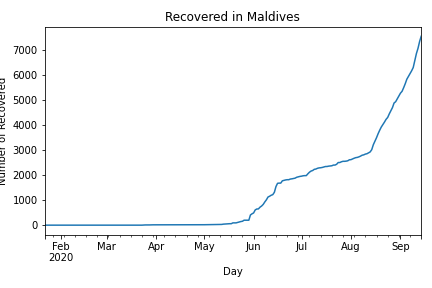 Recovered in Maldives
Number of Recovered
7000
6000
5000
4000
3000
2000
1000
0
Feb Mar Apr May Jun Jul Aug Sep
2020
Day